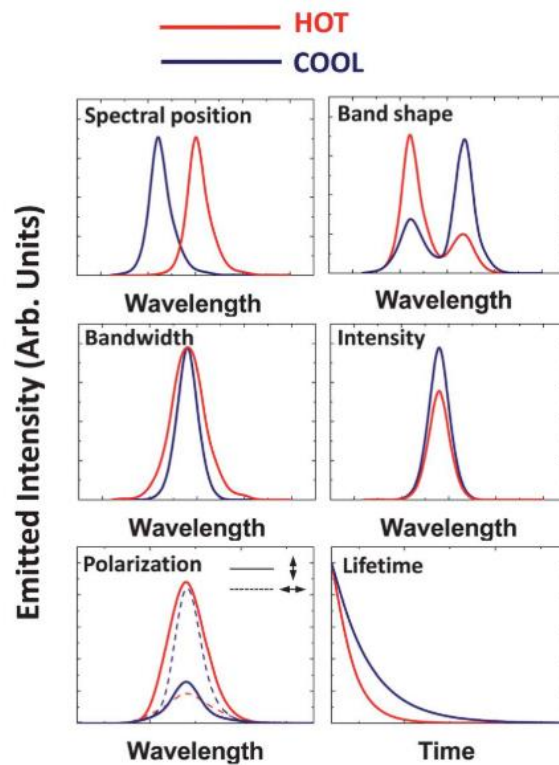 HOT
COOL
Emitted Intensity (Arb. Units)
Spectral position
Wavelength
Band shape
Wavelength
Bandwidth
Wavelength
Intensity
Wavelength
Polarization
Wavelength
Lifetime
Time